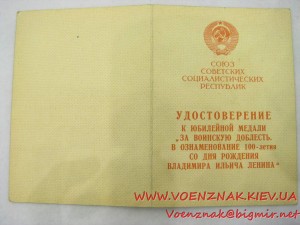 СОЮЗ
СОВЕТСКИХ
СОЦИАЛИСТИЧЕСКИХ
РЕСПУБЛИК
УДОСТОВЕРЕНИЕ
К ЮБИЛЕЙНОЙ МЕДАЛИ
„ЗА ВОИНСКУЮ ДОБЛЕСТЬ.
В ОЗНАМЕНОВАНИЕ 100-летия
СО ДНЯ РОЖДЕНИЯ
ВЛАДИМИРА ИЛЬИЧА ЛЕНИНА“
www.VOENZNAK.KIEV.UA
Voenznak@bigmir.net